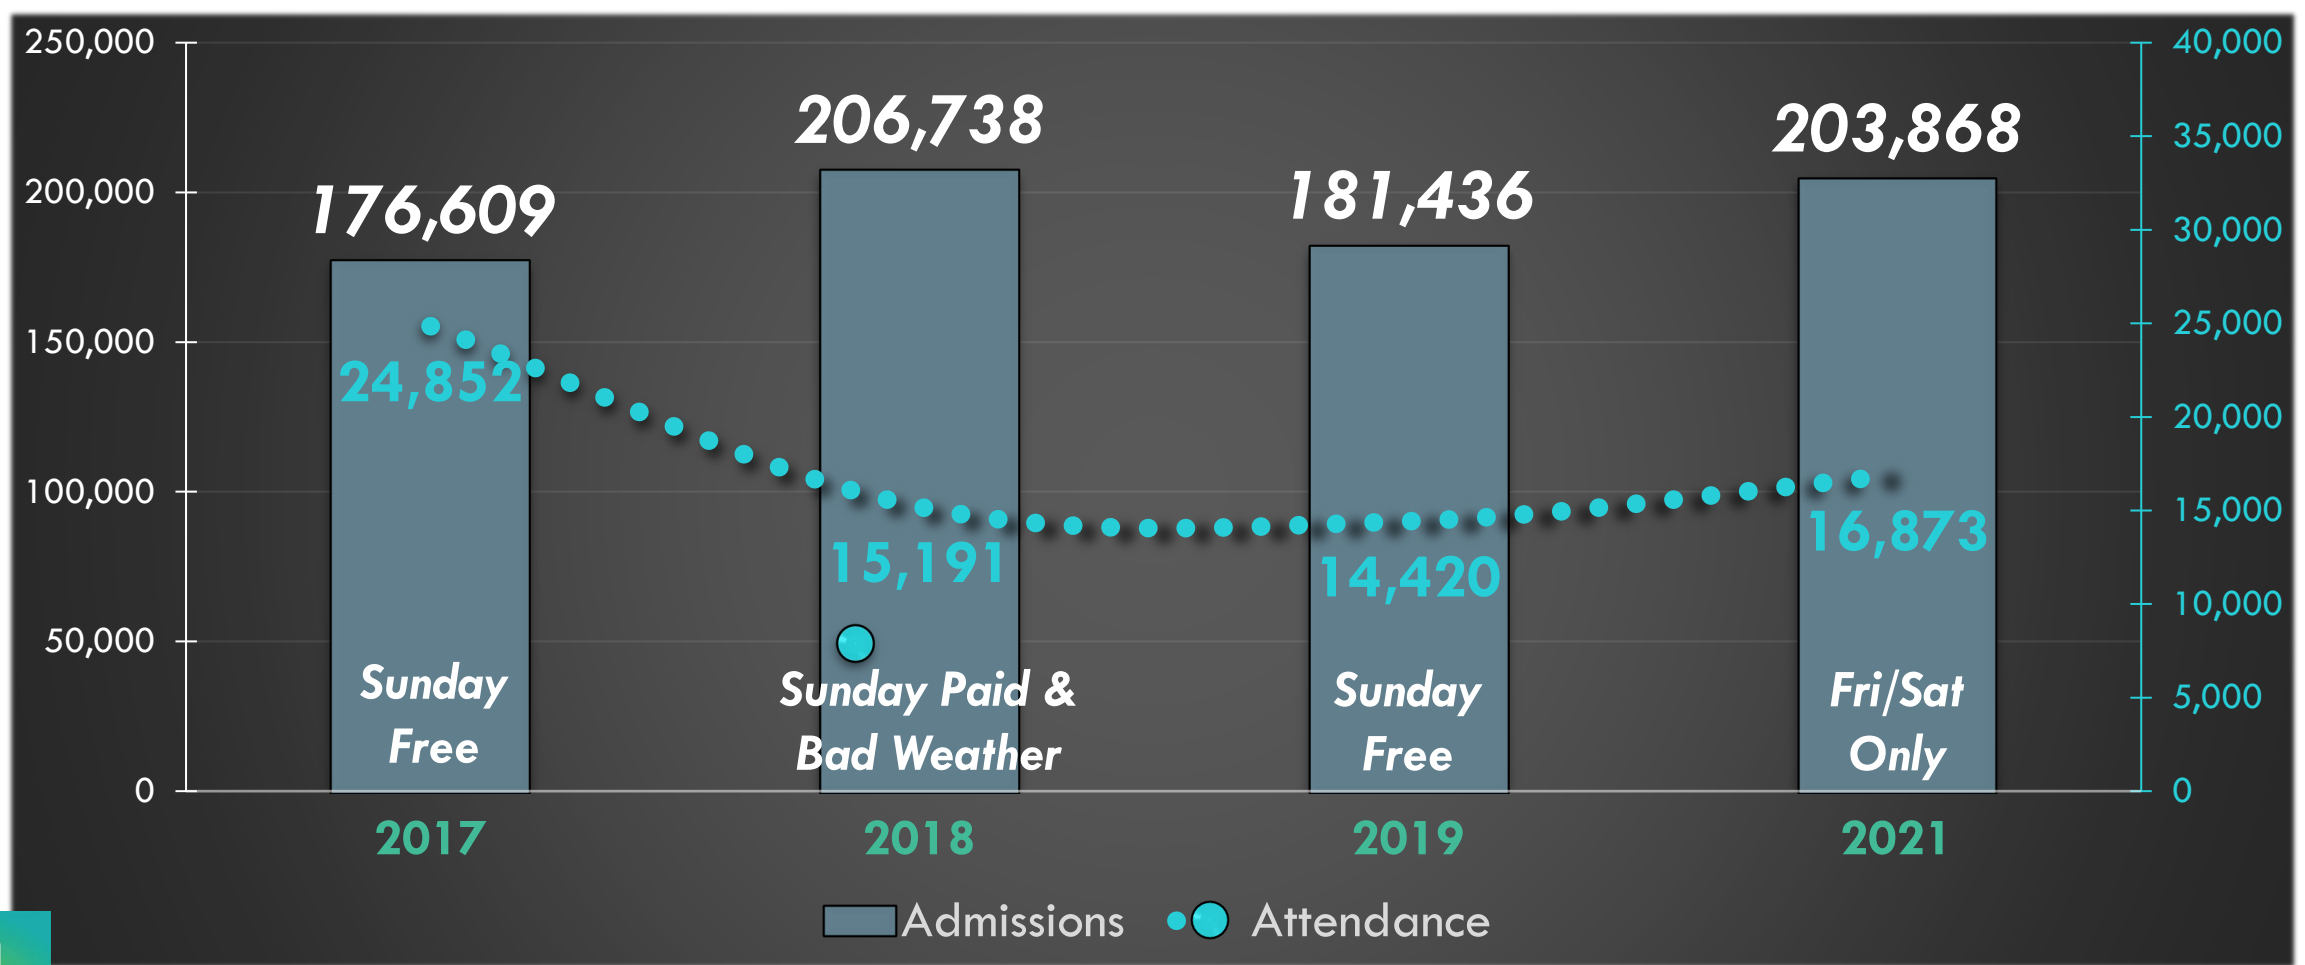 250,000
200,000
150,000
100,000
50,000
0
40,000
35,000
30,000
25,000
20,000
15,000
10,000
5,000
0
176,609
206,738
181,436
203,868
24,852
15,191
14,420
16,873
Sunday
Free
Sunday Paid &
Bad Weather
Sunday
Free
Fri/Sat
Only
2017
2018
2019
2021
Admissions
Attendance